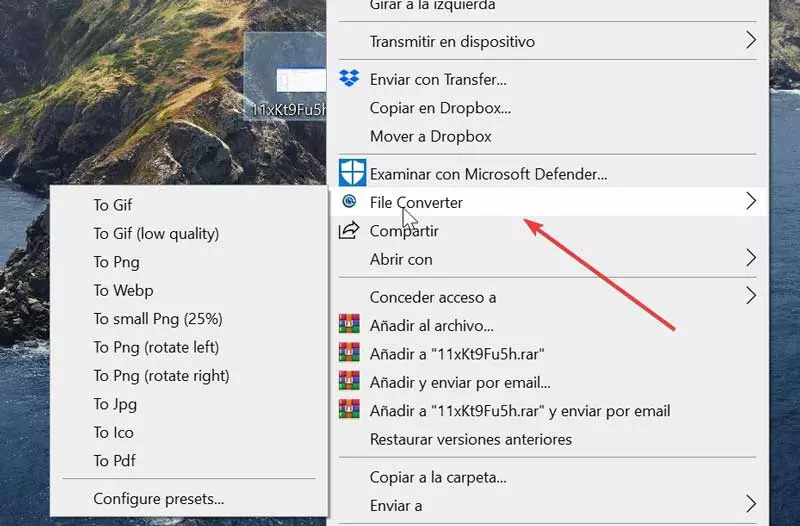 Girar a la izquierda
Transmitir en dispositivo
Enviar con Transfer...
Copiar en Dropbox...
Mover a Dropbox
Examinar con Microsoft Defender...
File Converter
Compartir
Abrir con
Conceder acceso a
Añadir al archivo...
Añadir a "11xKt9Fu5h.rar"
Añadir y enviar por email...
Añadir a "11xKt9Fu5h.rar" y enviar por email
Restaurar versiones anteriores
Copiar a la carpeta...
Enviar a
11xKt9Fu5h
To Gif
To Gif (low quality)
To Png
To Webp
To small Png (25%)
To Png (rotate left)
To Png (rotate right)
To Jpg
To Ico
To Pdf
Configure presets...